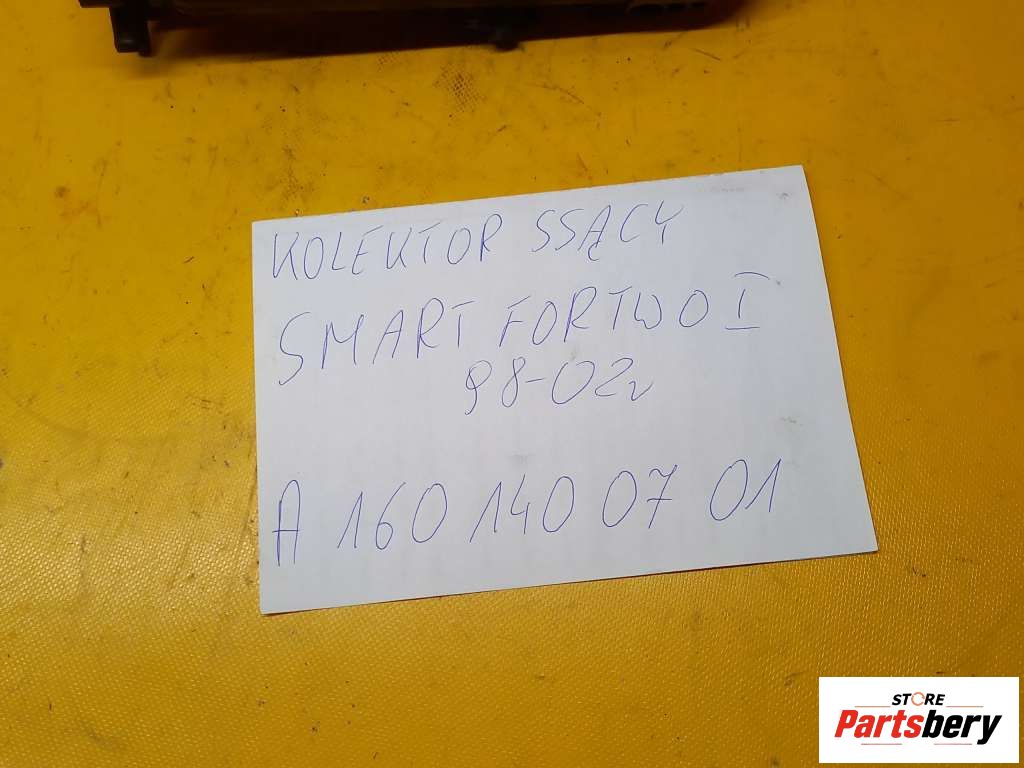 KOLEKTOR SSĄCY
SMART FORTWO I
98-02r
A 160 140 07 01
STORE
Partsbery